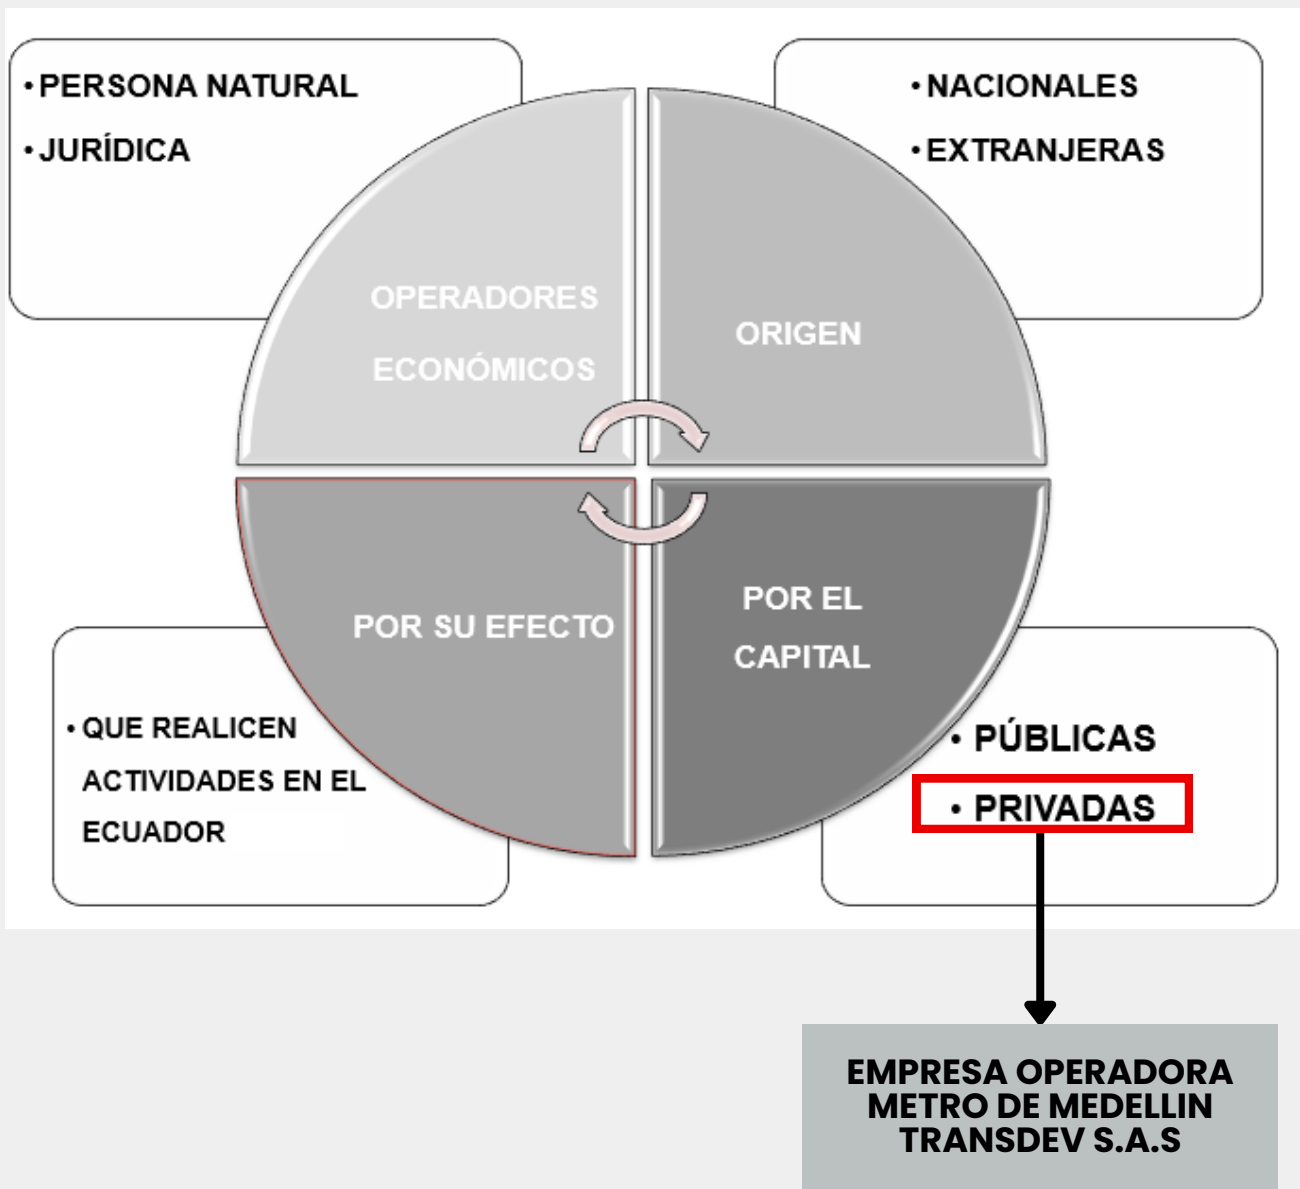 • PERSONA NATURAL
• JURÍDICA
• NACIONALES
• EXTRANJERAS
OPERADORES
ECONÓMICOS
ORIGEN
POR SU EFECTO
POR EL
CAPITAL
• QUE REALICEN
ACTIVIDADES EN EL
ECUADOR
• PÚBLICAS
• PRIVADAS
EMPRESA OPERADORA
METRO DE MEDELLIN
TRANSDEV S.A.S